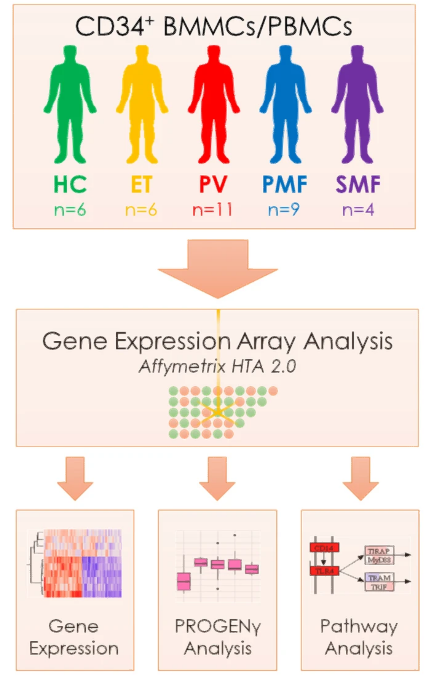 CD34⁺ BMMCs/PBMCs
HC ET PV PMF SMF
n=6 n=6 n=11 n=9 n=4
Gene Expression Array Analysis
Affymetrix HTA 2.0
TIRAP
MyD88
TRAM
TRIF
Gene
Expression
PROGENγ
Analysis
Pathway
Analysis